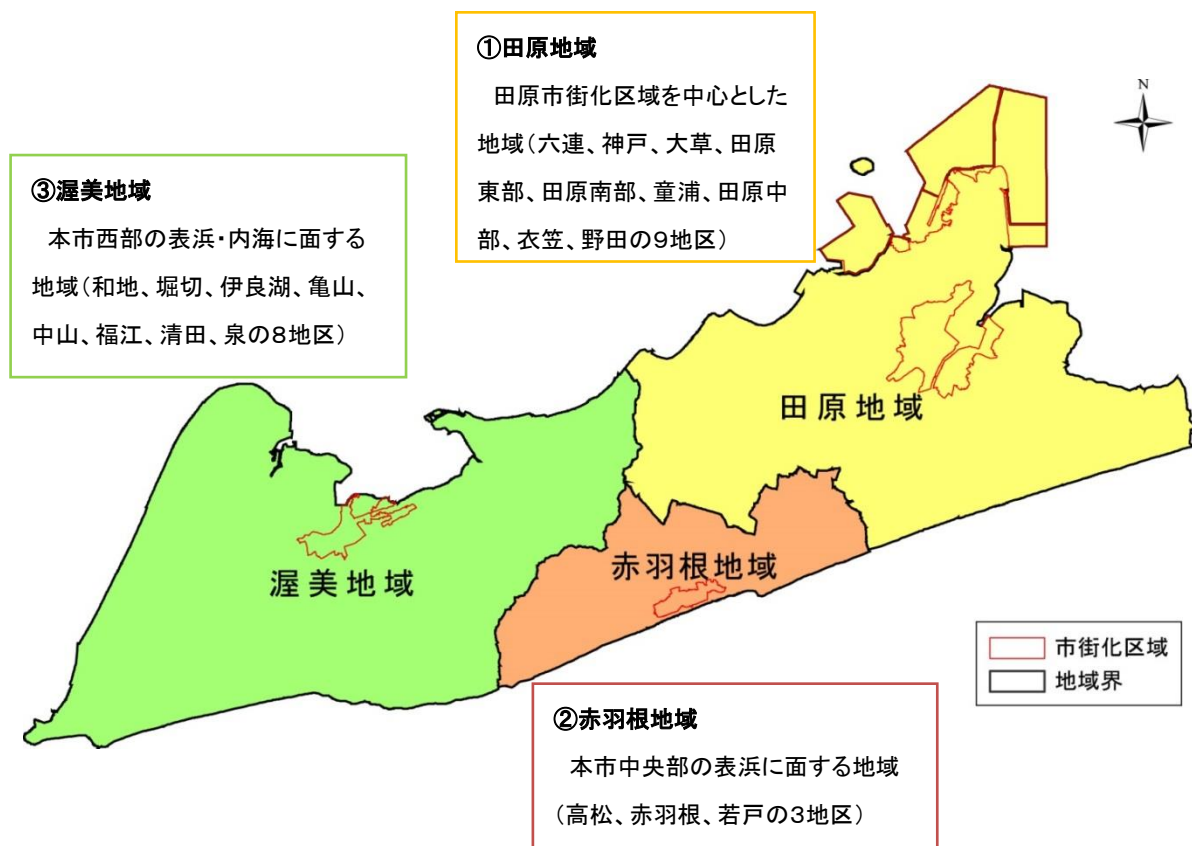 ①田原地域
田原市街化区域を中心とした
地域(六連、神戸、大草、田原
東部、田原南部、童浦、田原中
部、衣笠、野田の9地区)
N
③渥美地域
本市西部の表浜・内海に面する
地域(和地、堀切、伊良湖、亀山、
中山、福江、清田、泉の8地区)
田原地域
赤羽根地域
渥美地域
市街化区域
地域界
②赤羽根地域
本市中央部の表浜に面する地域
(高松、赤羽根、若戸の3地区)